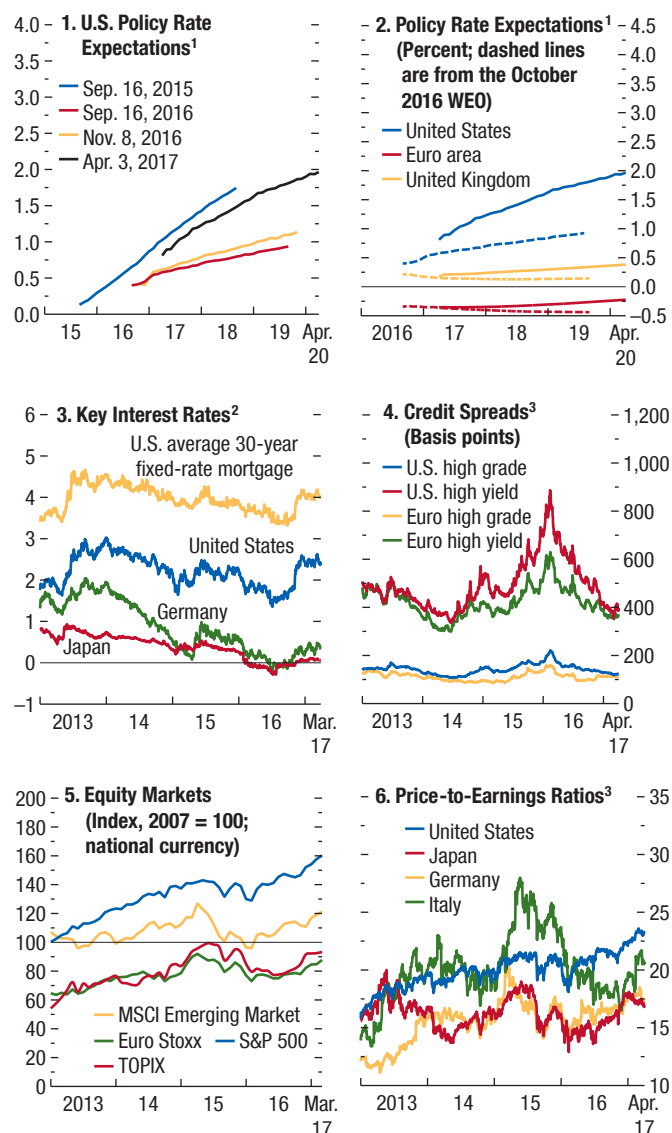 1. U.S. Policy Rate
Expectations1
Sep. 16, 2015
Sep. 16, 2016
Nov. 8, 2016
Apr. 3, 2017
4.0
3.5
3.0
2.5
2.0
1.5
1.0
0.5
0.0
15 16 17 18 19 Apr.
20
2. Policy Rate Expectations1
(Percent; dashed lines
are from the October
2016 WEO)
United States
Euro area
United Kingdom
4.5
4.0
3.5
3.0
2.5
2.0
1.5
1.0
0.5
0.0
–0.5
2016 17 18 19 Apr.
20
3. Key Interest Rates2
U.S. average 30-year
fixed-rate mortgage
United States
Germany
Japan
6
5
4
3
2
1
0
–1
2013 14 15 16 Mar.
17
4. Credit Spreads3
(Basis points)
U.S. high grade
U.S. high yield
Euro high grade
Euro high yield
1,200
1,000
800
600
400
200
0
2013 14 15 16 Apr.
17
5. Equity Markets
(Index, 2007 = 100;
national currency)
MSCI Emerging Market
Euro Stoxx S&P 500
TOPIX
200
180
160
140
120
100
80
60
40
20
0
2013 14 15 16 Mar.
17
6. Price-to-Earnings Ratios3
United States
Japan
Germany
Italy
35
30
25
20
15
10
2013 14 15 16 Apr.
17